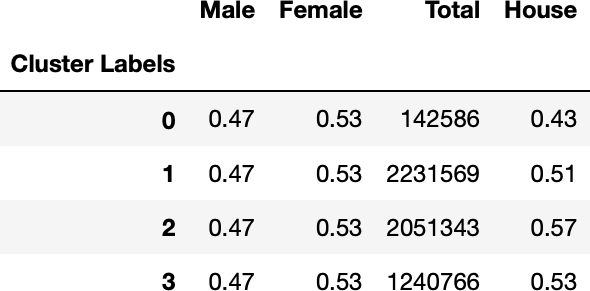 Male Female Total House
Cluster Labels
0 0.47 0.53 142586 0.43
1 0.47 0.53 2231569 0.51
2 0.47 0.53 2051343 0.57
3 0.47 0.53 1240766 0.53